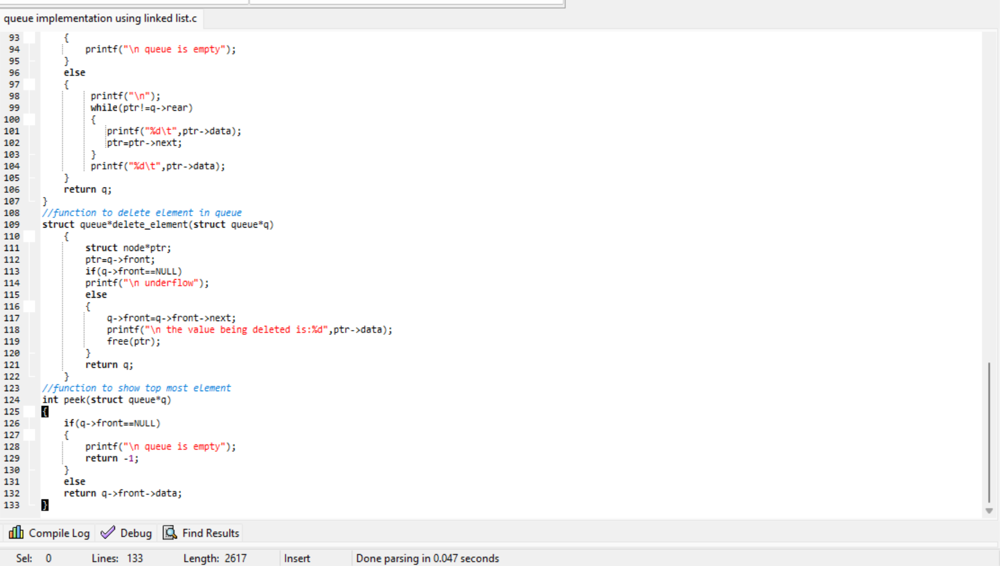 queue implementation using linked list.c
93 {
94 printf("\n queue is empty");
95 }
96 else
97 {
98 printf("\n");
99 while(ptr!=q->rear)
100 {
101 printf("%d\t",ptr->data);
102 ptr=ptr->next;
103 }
104 printf("%d\t",ptr->data);
105 }
106 return q;
107 }
108 //function to delete element in queue
109 struct queue*delete_element(struct queue*q)
110 {
111 struct node*ptr;
112 ptr=q->front;
113 if(q->front==NULL)
114 printf("\n underflow");
115 else
116 {
117 q->front=q->front->next;
118 printf("\n the value being deleted is:%d",ptr->data);
119 free(ptr);
120 }
121 return q;
122 }
123 //function to show top most element
124 int peek(struct queue*q)
125 {
126 if(q->front==NULL)
127 {
128 printf("\n queue is empty");
129 return -1;
130 }
131 else
132 return q->front->data;
133 }
Compile Log Debug Find Results
Sel: 0 Lines: 133 Length: 2617 Insert Done parsing in 0.047 seconds